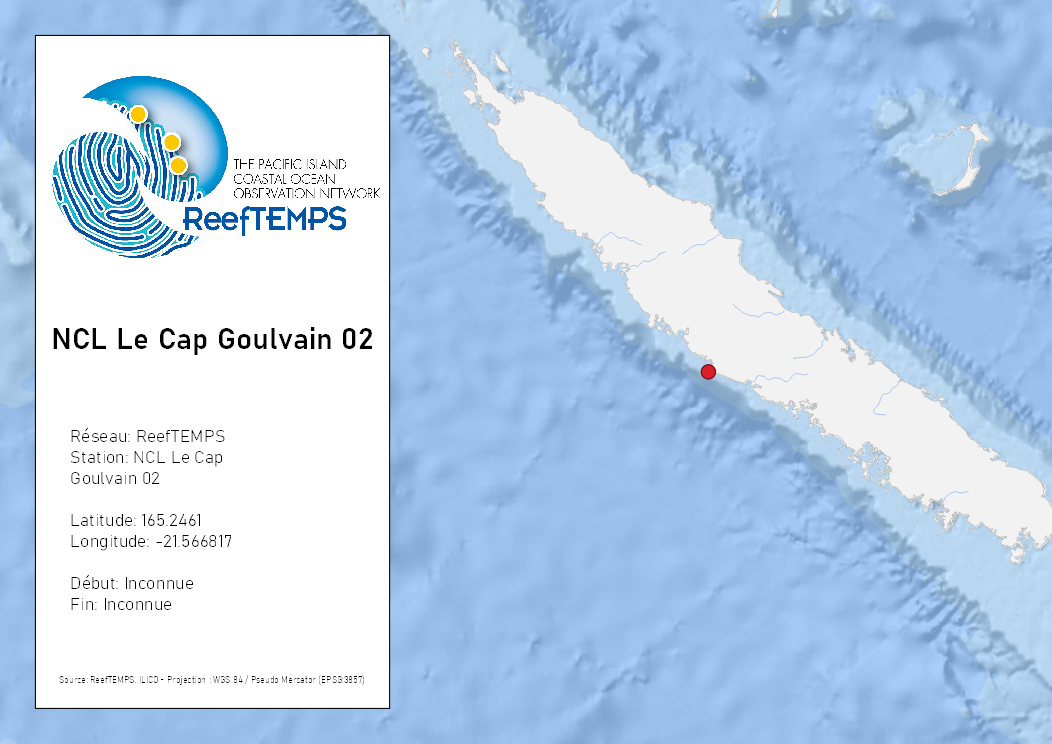 THE PACIFIC ISLAND
COASTAL OCEAN
OBSERVATION NETWORK
ReefTEMPS
NCL Le Cap Goulvain 02
Réseau: ReefTEMPS
Station: NCL Le Cap
Goulvain 02
Latitude: 165.2461
Longitude: -21.566817
Début: Inconnue
Fin: Inconnue
Source: ReefTEMPS, ILICO - Projection : WGS 84 / Pseudo Mercator (EPSG:3857)